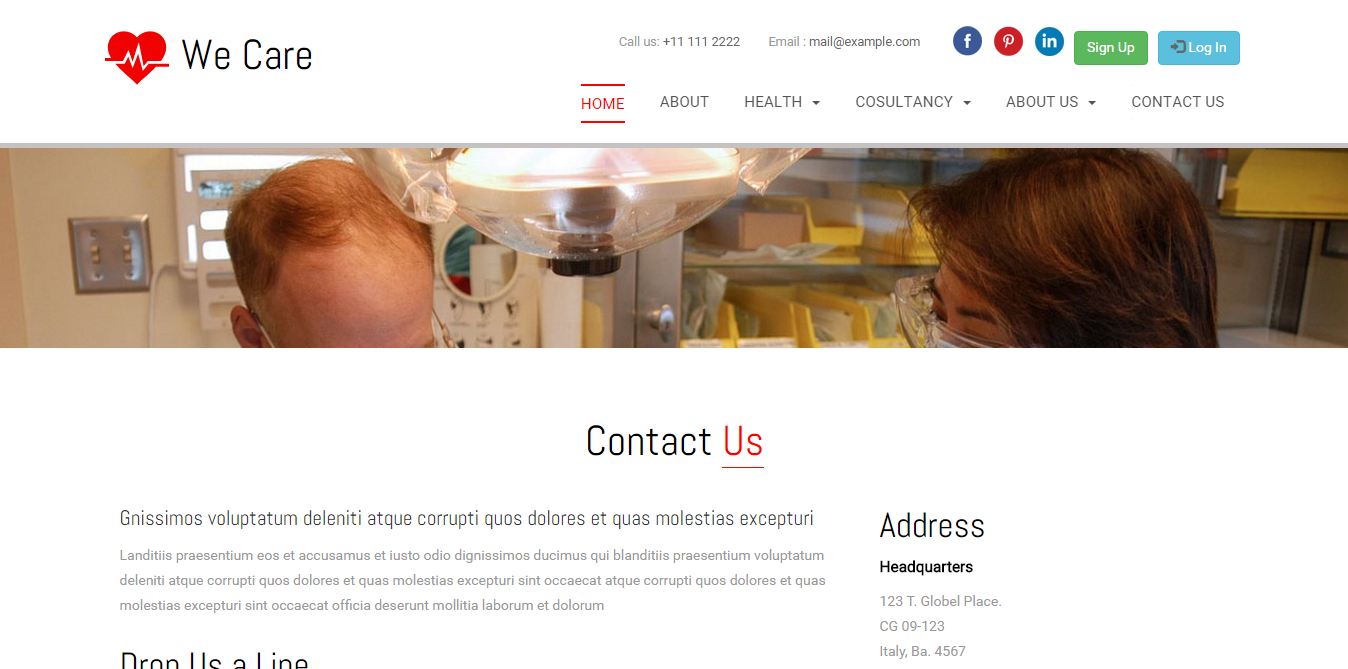 We Care
Call us: +11 111 2222
Email : mail@example.com
f
in
Sign Up
Log In
HOME
ABOUT
HEALTH
COSULTANCY
ABOUT US
CONTACT US
Contact Us
Gnissimos voluptatum deleniti atque corrupti quos dolores et quas molestias excepturi
Landitiis praesentium eos et accusamus et iusto odio dignissimos ducimus qui blanditiis praesentium voluptatum
deleniti atque corrupti quos dolores et quas molestias excepturi sint occaecat atque corrupti quos dolores et quas
molestias excepturi sint occaecat officia deserunt mollitia laborum et dolorum
Drop Us a Line
Address
Headquarters
123 T. Globel Place.
CG 09-123
Italy, Ba. 4567